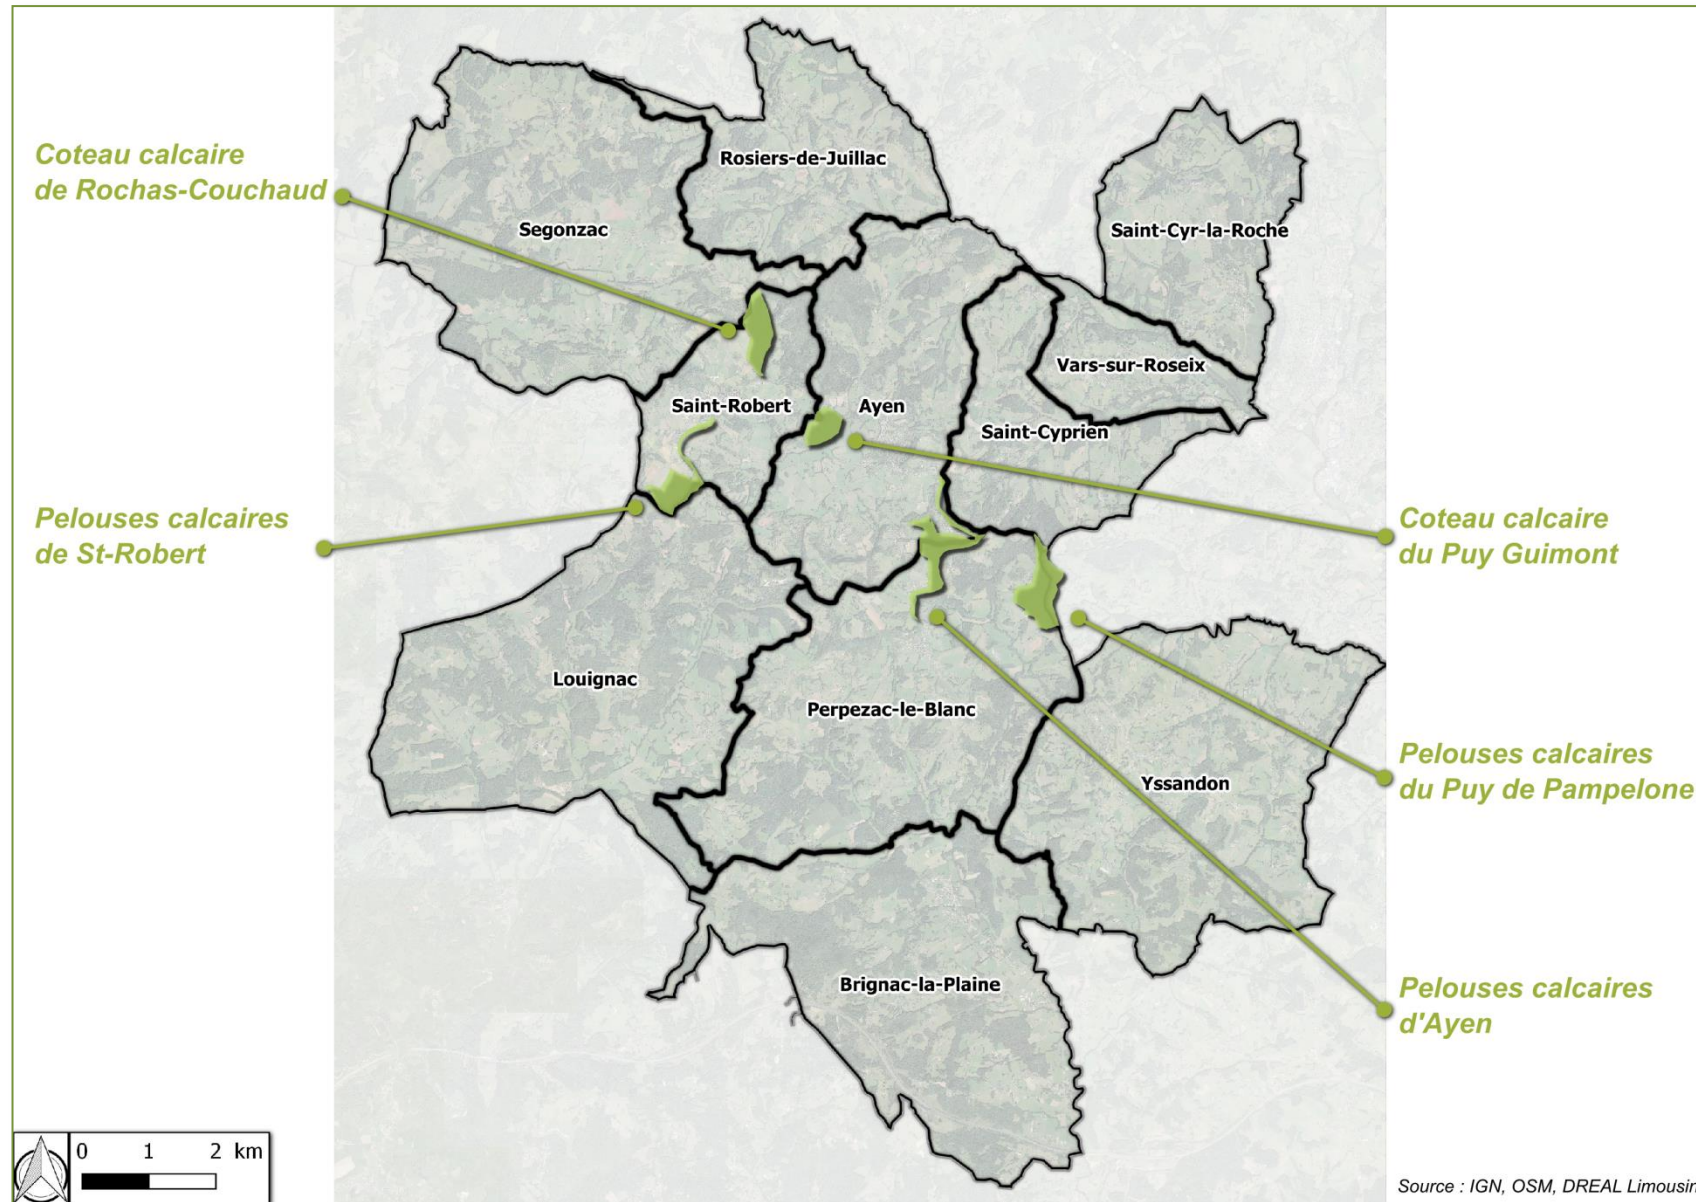 Coteau calcaire
de Rochas-Couchaud
Rosiers-de-Juillac
Segonzac
Saint-Cyr-la-Roche
Vars-sur-Roseix
Saint-Robert
Ayen
Saint-Cyprien
Pelouses calcaires
de St-Robert
Coteau calcaire
du Puy Guimont
Louignac
Perpezac-le-Blanc
Yssandon
Pelouses calcaires
du Puy de Pampelone
Brignac-la-Plaine
Pelouses calcaires
d'Ayen
0 1 2 km
Source : IGN, OSM, DREAL Limousin